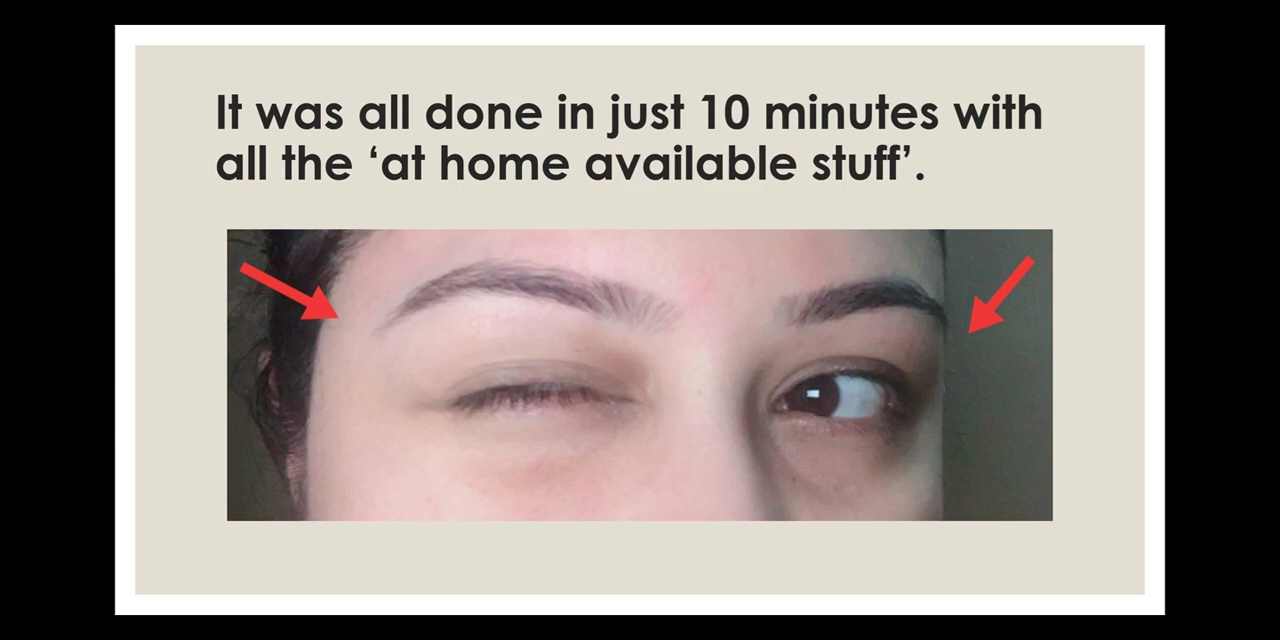 It was all done in just 10 minutes with
all the ‘at home available stuff’.